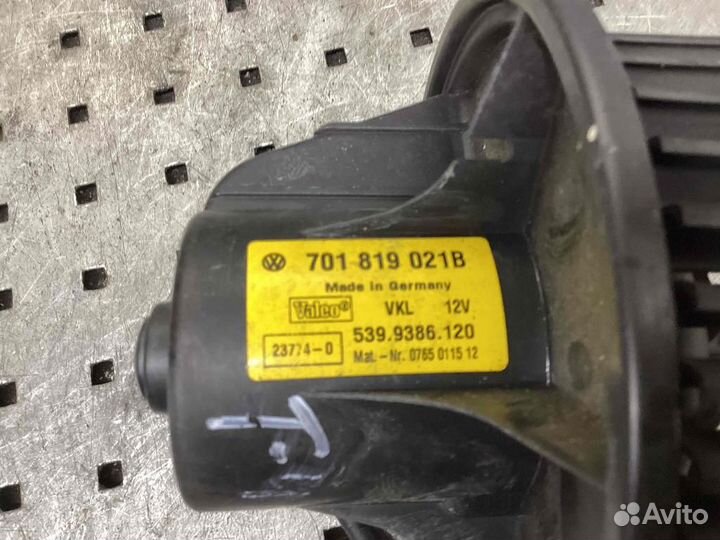 701 819 021B
Made in Germany
Valeo® VKL 12V
539.9386.120
23774-0
Mat.-Nr. 0765 0115 12
Avito